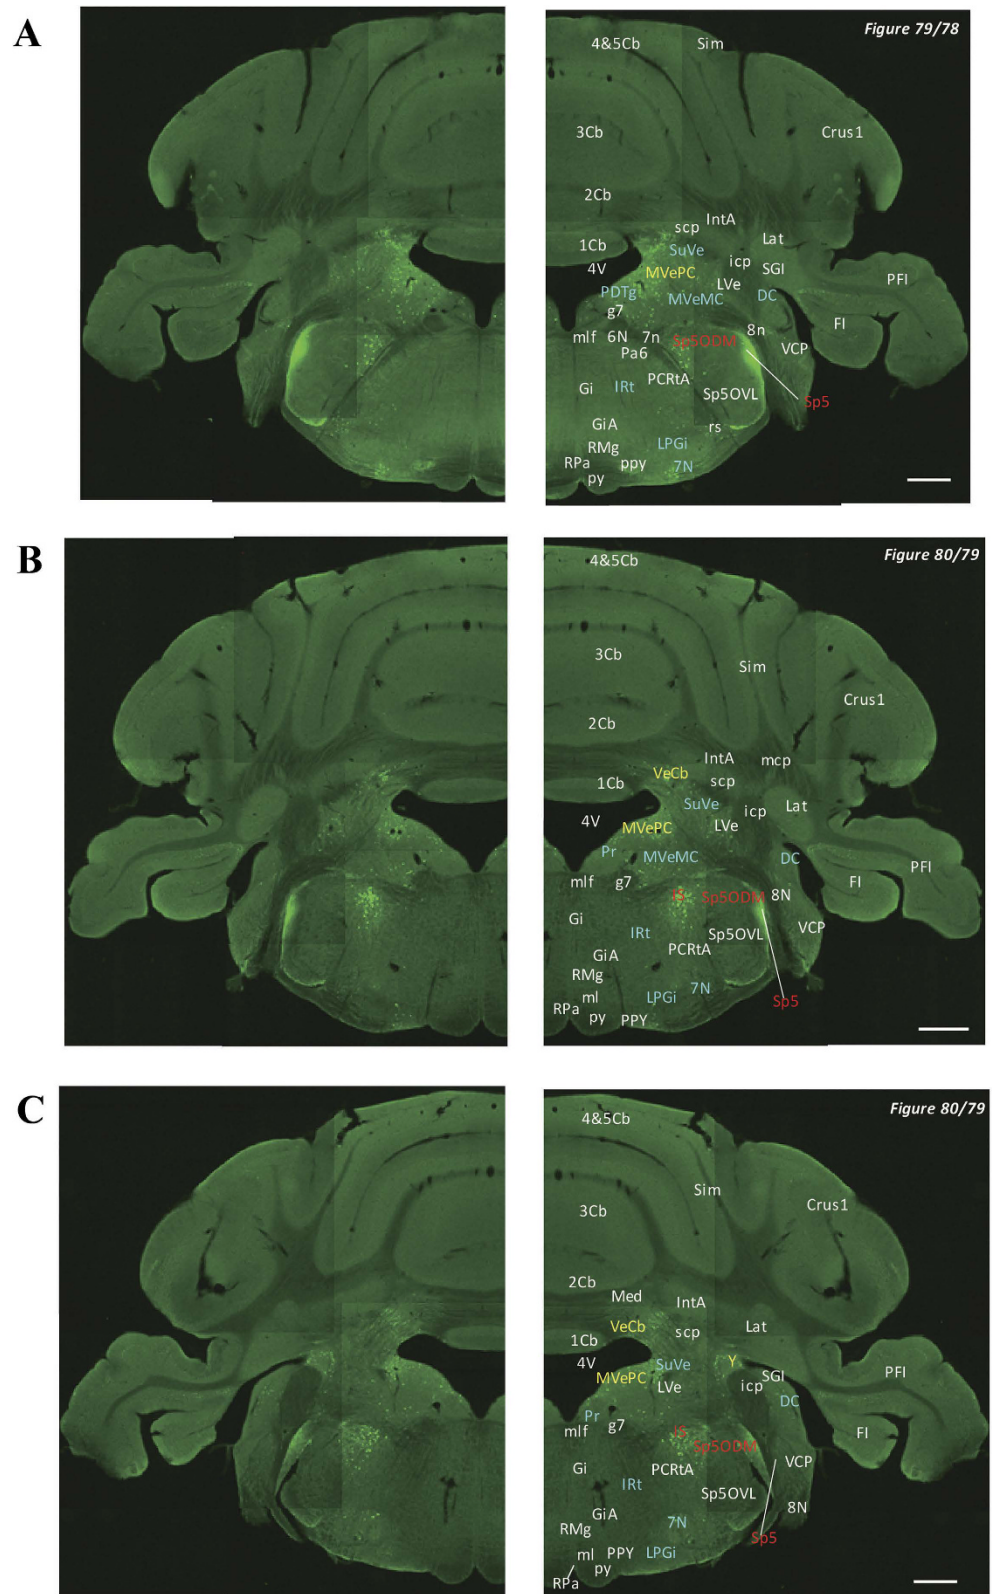 A
Figure 79/78
4&5Cb
Sim
3Cb
Crus1
2Cb
IntA
scp
Lat
1Cb
SuVe
icp
4V
MVePC
SGI
LVe
PFl
PDTg
MVeMC
DC
g7
Fl
mlf
6N
7n
Sp5ODM
8n
VCP
Pa6
Gi
IRt
PCRtA
Sp5OVL
Sp5
GiA
rs
RMg
LPGi
RPa
ppy
7N
py
B
Figure 80/79
4&5Cb
3Cb
Sim
Crus1
2Cb
IntA
mcp
VeCb
scp
1Cb
SuVe
icp
Lat
4V
MVePC
LVe
Pr
MVeMC
DC
PFl
mlf
g7
Fl
IS
Sp5ODM
8N
Gi
IRt
Sp5OVL
VCP
GiA
PCRtA
RMg
ml
LPGi
7N
RPa
py
PPY
Sp5
C
Figure 80/79
4&5Cb
Sim
3Cb
Crus1
2Cb
Med
IntA
VeCb
scp
Lat
1Cb
4V
SuVe
Y
MVePC
LVe
icp
SGI
PFl
DC
Pr
mlf
g7
IS
Fl
Sp5ODM
Gi
PCRtA
VCP
IRt
Sp5OVL
GiA
8N
RMg
7N
Sp5
ml
PPY
LPGi
py
RPa